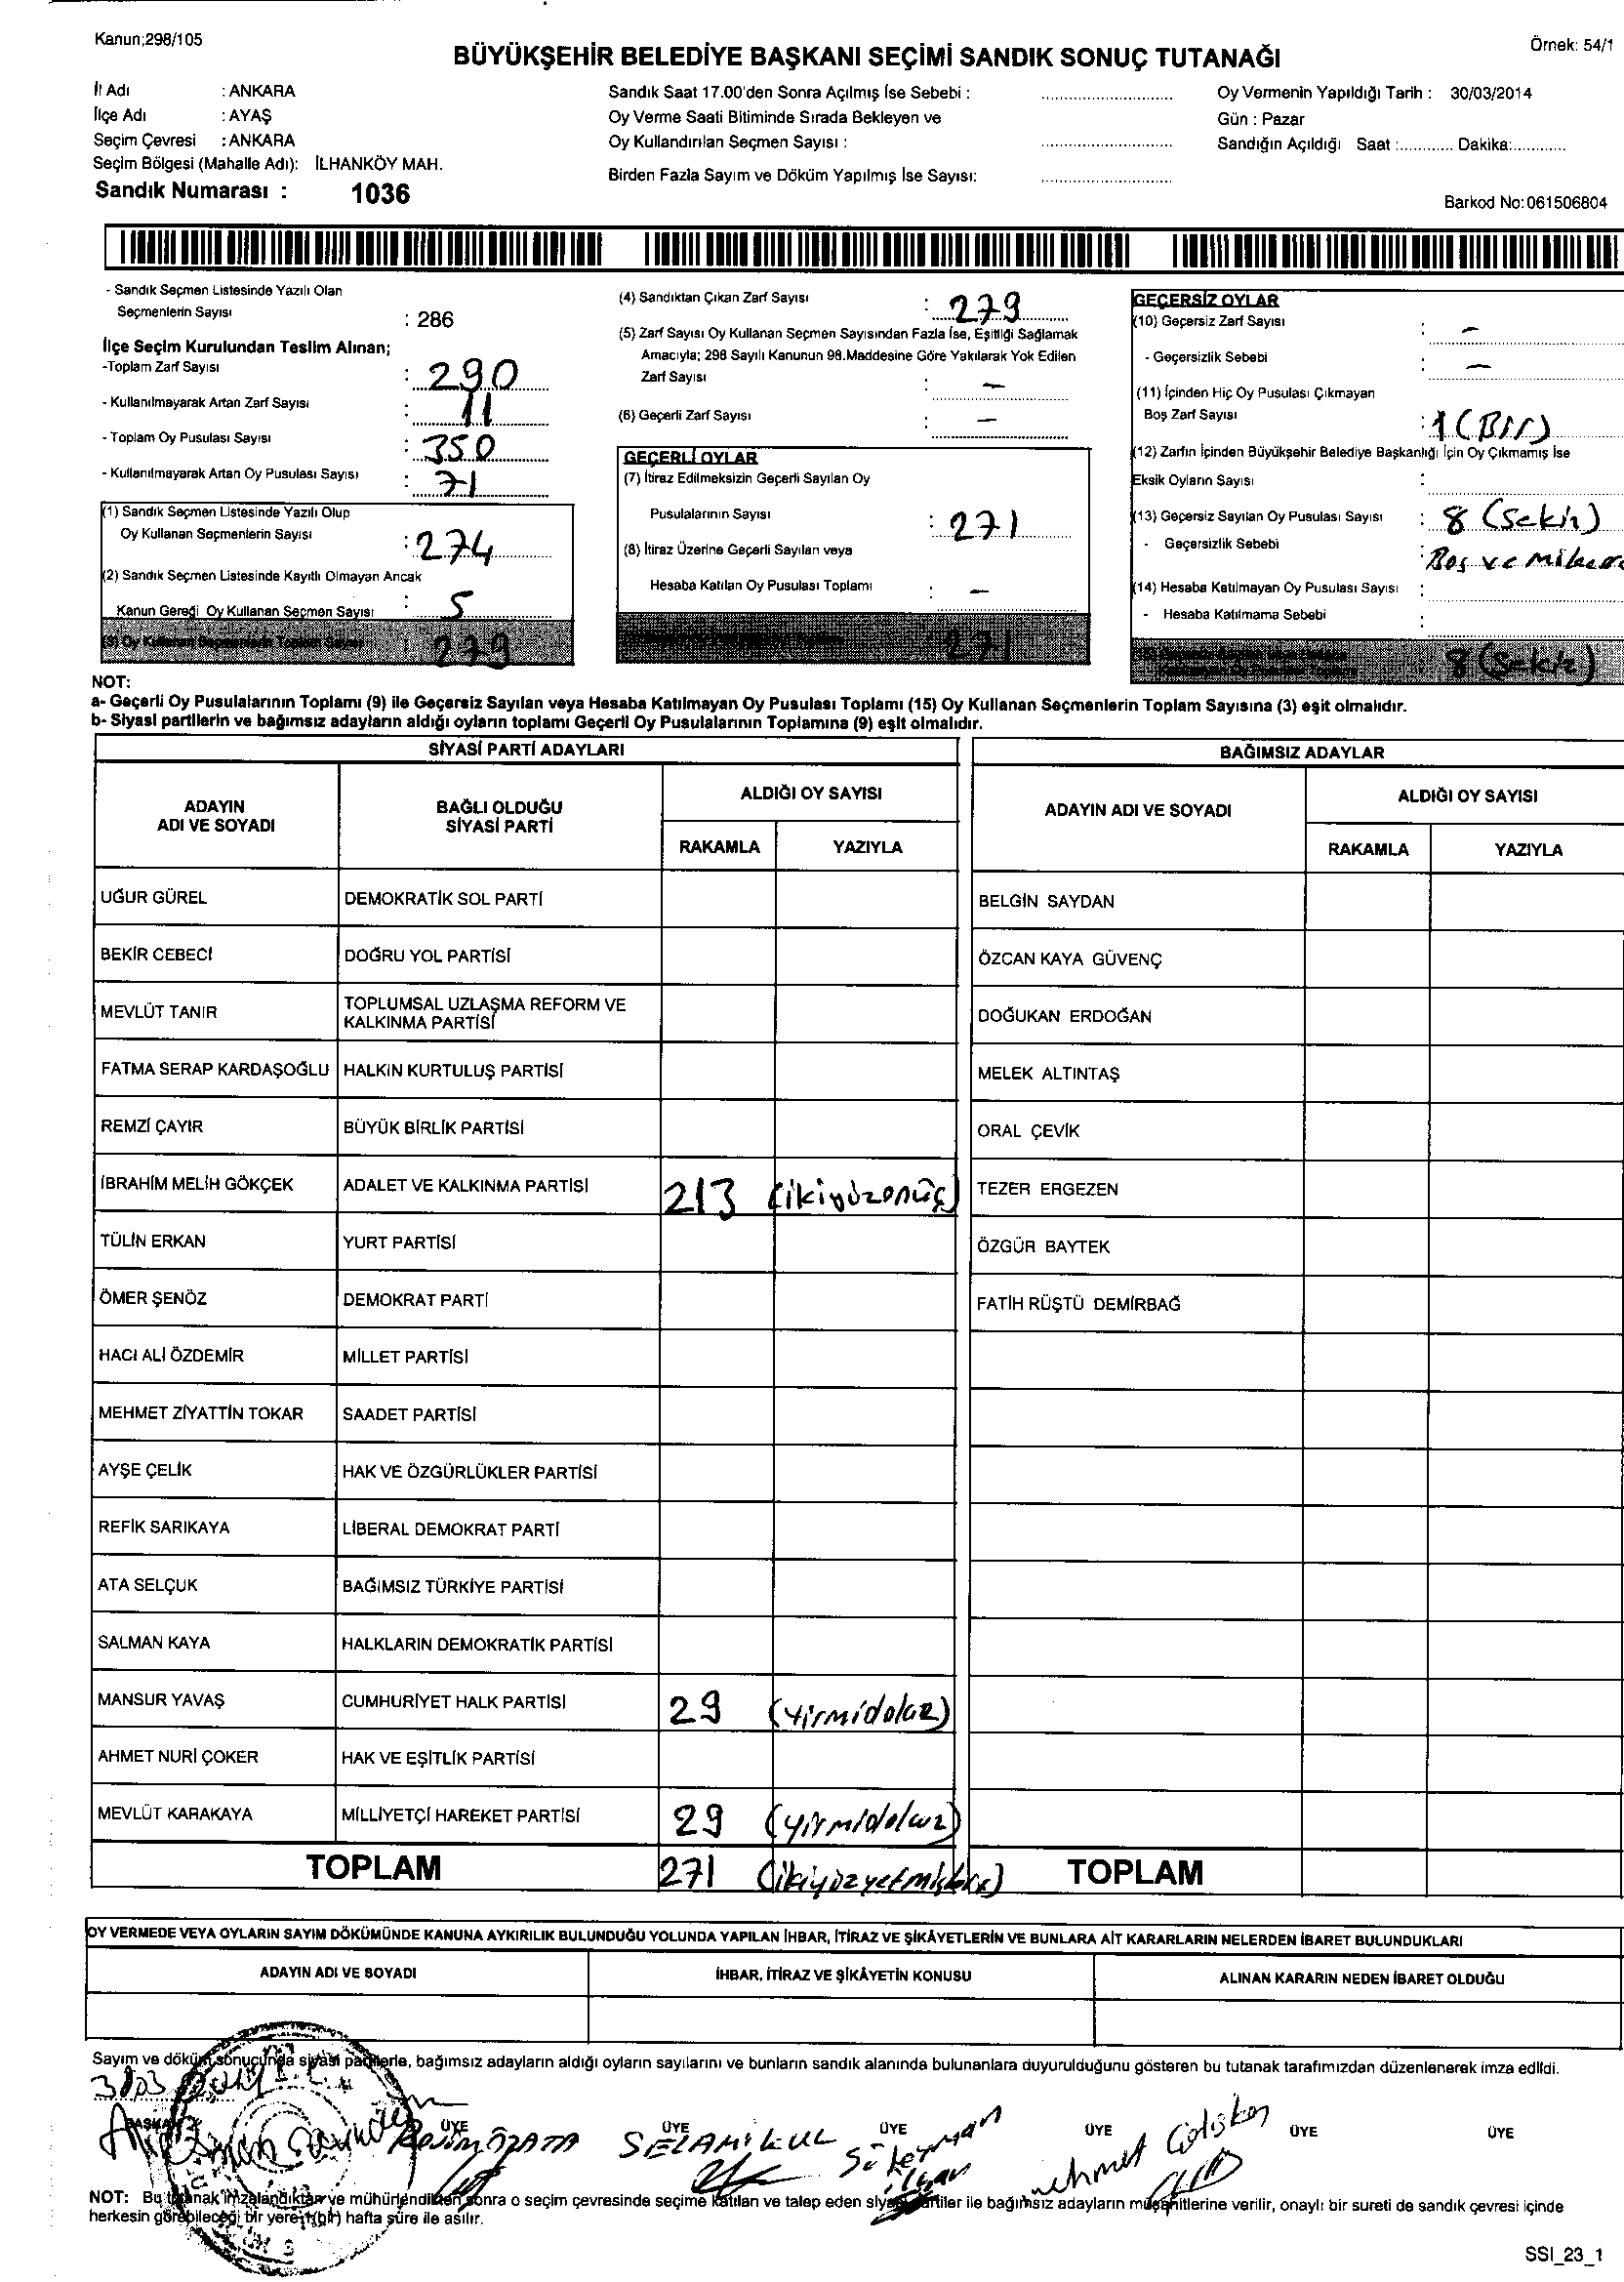 Kanun;298/105
Örnek: 54/1
BÜYÜKŞEHİR BELEDİYE BAŞKANI SEÇİMİ SANDIK SONUÇ TUTANAĞI
İl Adı : ANKARA
İlçe Adı : AYAŞ
Seçim Çevresi : ANKARA
Seçim Bölgesi (Mahalle Adı): İLHANKÖY MAH.
Sandık Numarası : 1036
Sandık Saat 17.00'den Sonra Açılmış İse Sebebi :
Oy Verme Saati Bitiminde Sırada Bekleyen ve
Oy Kullandırılan Seçmen Sayısı :
Birden Fazla Sayım ve Döküm Yapılmış İse Sayısı:
Oy Vermenin Yapıldığı Tarih : 30/03/2014
Gün : Pazar
Sandığın Açıldığı Saat :............ Dakika:............
Barkod No:061506804
- Sandık Seçmen Listesinde Yazılı Olan
Seçmenlerin Sayısı : 286
İlçe Seçim Kurulundan Teslim Alınan;
-Toplam Zarf Sayısı : 290
- Kullanılmayarak Artan Zarf Sayısı : 11
- Toplam Oy Pusulası Sayısı : 350
- Kullanılmayarak Artan Oy Pusulası Sayısı : 71
(1) Sandık Seçmen Listesinde Yazılı Olup
Oy Kullanan Seçmenlerin Sayısı : 274
(2) Sandık Seçmen Listesinde Kayıtlı Olmayan Ancak
Kanun Gereği Oy Kullanan Seçmen Sayısı : 5
(3) Oy Kullanan Seçmenlerin Toplam Sayısı : 279
(4) Sandıktan Çıkan Zarf Sayısı : 279
(5) Zarf Sayısı Oy Kullanan Seçmen Sayısından Fazla İse, Eşitliği Sağlamak
Amacıyla; 298 Sayılı Kanunun 98.Maddesine Göre Yakılarak Yok Edilen
Zarf Sayısı : -
(6) Geçerli Zarf Sayısı : -
GEÇERLİ OYLAR
(7) İtiraz Edilmeksizin Geçerli Sayılan Oy
Pusulalarının Sayısı : 271
(8) İtiraz Üzerine Geçerli Sayılan veya
Hesaba Katılan Oy Pusulası Toplamı : -
: 271
GEÇERSİZ OYLAR
(10) Geçersiz Zarf Sayısı : -
- Geçersizlik Sebebi : -
(11) İçinden Hiç Oy Pusulası Çıkmayan
Boş Zarf Sayısı : 1 (Bir)
(12) Zarfın İçinden Büyükşehir Belediye Başkanlığı İçin Oy Çıkmamış İse
Eksik Oyların Sayısı :
(13) Geçersiz Sayılan Oy Pusulası Sayısı : 8 (Sekiz)
- Geçersizlik Sebebi : Boş ve
(14) Hesaba Katılmayan Oy Pusulası Sayısı :
- Hesaba Katılmama Sebebi :
8 (Sekiz)
NOT:
a- Geçerli Oy Pusulalarının Toplamı (9) ile Geçersiz Sayılan veya Hesaba Katılmayan Oy Pusulası Toplamı (15) Oy Kullanan Seçmenlerin Toplam Sayısına (3) eşit olmalıdır.
b- Siyasi partilerin ve bağımsız adayların aldığı oyların toplamı Geçerli Oy Pusulalarının Toplamına (9) eşit olmalıdır.
SİYASİ PARTİ ADAYLARI
ADAYIN ADI VE SOYADI
BAĞLI OLDUĞU SİYASİ PARTİ
ALDIĞI OY SAYISI
RAKAMLA YAZIYLA
UĞUR GÜREL DEMOKRATİK SOL PARTİ
BEKİR CEBECİ DOĞRU YOL PARTİSİ
MEVLÜT TANIR TOPLUMSAL UZLAŞMA REFORM VE
KALKINMA PARTİSİ
FATMA SERAP KARDAŞOĞLU HALKIN KURTULUŞ PARTİSİ
REMZİ ÇAYIR BÜYÜK BİRLİK PARTİSİ
İBRAHİM MELİH GÖKÇEK ADALET VE KALKINMA PARTİSİ 213 (ikiyüzonüç)
TÜLİN ERKAN YURT PARTİSİ
ÖMER ŞENÖZ DEMOKRAT PARTİ
HACI ALİ ÖZDEMİR MİLLET PARTİSİ
MEHMET ZİYATTİN TOKAR SAADET PARTİSİ
AYŞE ÇELİK HAK VE ÖZGÜRLÜKLER PARTİSİ
REFİK SARIKAYA LİBERAL DEMOKRAT PARTİ
ATA SELÇUK BAĞIMSIZ TÜRKİYE PARTİSİ
SALMAN KAYA HALKLARIN DEMOKRATİK PARTİSİ
MANSUR YAVAŞ CUMHURİYET HALK PARTİSİ 29 (yirmidokuz)
AHMET NURİ ÇOKER HAK VE EŞİTLİK PARTİSİ
MEVLÜT KARAKAYA MİLLİYETÇİ HAREKET PARTİSİ 29 (yirmidokuz)
TOPLAM 271 (ikiyüzyetmişbir)
BAĞIMSIZ ADAYLAR
ADAYIN ADI VE SOYADI
ALDIĞI OY SAYISI
RAKAMLA YAZIYLA
BELGİN SAYDAN
ÖZCAN KAYA GÜVENÇ
DOĞUKAN ERDOĞAN
MELEK ALTINTAŞ
ORAL ÇEVİK
TEZER ERGEZEN
ÖZGÜR BAYTEK
FATİH RÜŞTÜ DEMİRBAĞ
TOPLAM
OY VERMEDE VEYA OYLARIN SAYIM DÖKÜMÜNDE KANUNA AYKIRILIK BULUNDUĞU YOLUNDA YAPILAN İHBAR, İTİRAZ VE ŞİKÂYETLERİN VE BUNLARA AİT KARARLARIN NELERDEN İBARET BULUNDUKLARI
ADAYIN ADI VE SOYADI İHBAR, İTİRAZ VE ŞİKÂYETİN KONUSU ALINAN KARARIN NEDEN İBARET OLDUĞU
Sayım ve döküm sonucunda siyasi partilerle, bağımsız adayların aldığı oyların sayılarını ve bunların sandık alanında bulunanlara duyurulduğunu gösteren bu tutanak tarafımızdan düzenlenerek imza edildi.
BAŞKAN ÜYE ÜYE ÜYE ÜYE ÜYE ÜYE
SELAMİ KUL Süleyman Mehmet
NOT: Bu tutanak imzalandıktan ve mühürlendikten sonra o seçim çevresinde seçime katılan ve talep eden siyasi partiler ile bağımsız adayların müşahitlerine verilir, onaylı bir sureti de sandık çevresi içinde
herkesin görebileceği bir yere 1(bir) hafta süre ile asılır.
SSI_23_1